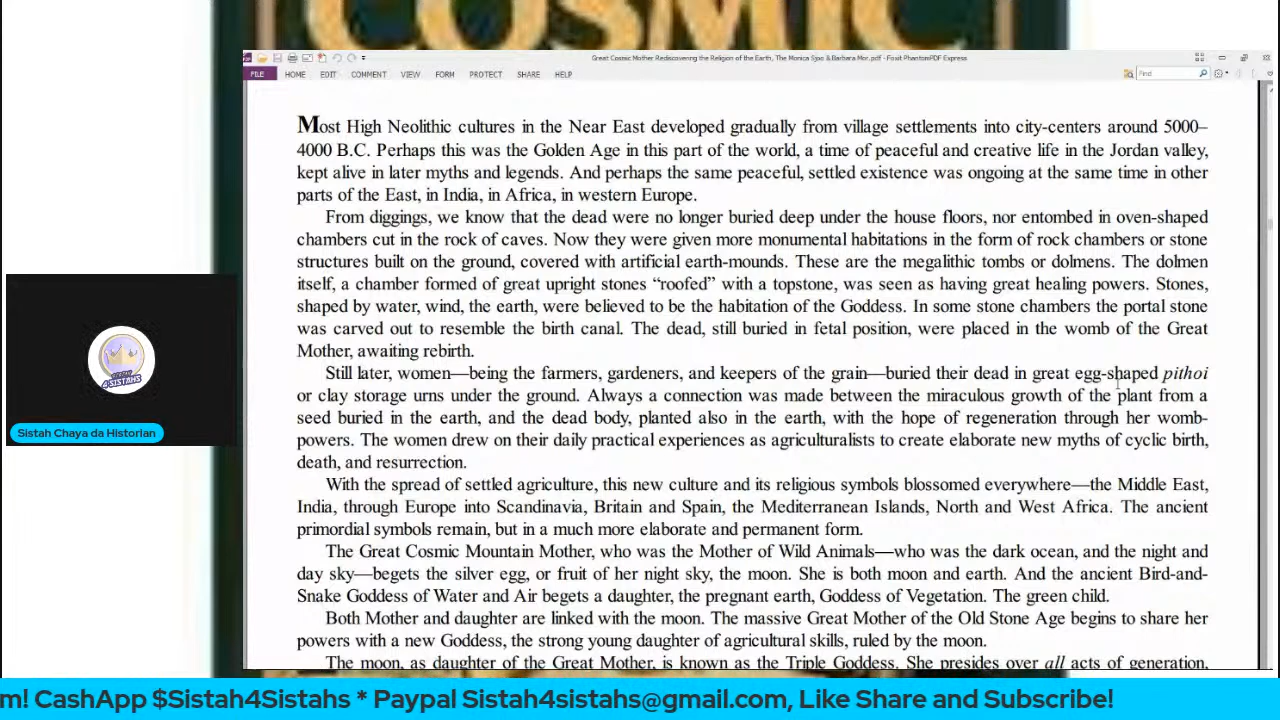 COSMIC
Great Cosmic Mother Rediscovering the Religion of the Earth, The Monica Sjoo & Barbara Mor.pdf - Foxit PhantomPDF Express
FILE HOME EDIT COMMENT VIEW FORM PROTECT SHARE HELP Find
Most High Neolithic cultures in the Near East developed gradually from village settlements into city-centers around 5000–
4000 B.C. Perhaps this was the Golden Age in this part of the world, a time of peaceful and creative life in the Jordan valley,
kept alive in later myths and legends. And perhaps the same peaceful, settled existence was ongoing at the same time in other
parts of the East, in India, in Africa, in western Europe.
From diggings, we know that the dead were no longer buried deep under the house floors, nor entombed in oven-shaped
chambers cut in the rock of caves. Now they were given more monumental habitations in the form of rock chambers or stone
structures built on the ground, covered with artificial earth-mounds. These are the megalithic tombs or dolmens. The dolmen
itself, a chamber formed of great upright stones “roofed” with a topstone, was seen as having great healing powers. Stones,
shaped by water, wind, the earth, were believed to be the habitation of the Goddess. In some stone chambers the portal stone
was carved out to resemble the birth canal. The dead, still buried in fetal position, were placed in the womb of the Great
Mother, awaiting rebirth.
Still later, women—being the farmers, gardeners, and keepers of the grain—buried their dead in great egg-shaped pithoi
or clay storage urns under the ground. Always a connection was made between the miraculous growth of the plant from a
seed buried in the earth, and the dead body, planted also in the earth, with the hope of regeneration through her womb-
powers. The women drew on their daily practical experiences as agriculturalists to create elaborate new myths of cyclic birth,
death, and resurrection.
With the spread of settled agriculture, this new culture and its religious symbols blossomed everywhere—the Middle East,
India, through Europe into Scandinavia, Britain and Spain, the Mediterranean Islands, North and West Africa. The ancient
primordial symbols remain, but in a much more elaborate and permanent form.
The Great Cosmic Mountain Mother, who was the Mother of Wild Animals—who was the dark ocean, and the night and
day sky—begets the silver egg, or fruit of her night sky, the moon. She is both moon and earth. And the ancient Bird-and-
Snake Goddess of Water and Air begets a daughter, the pregnant earth, Goddess of Vegetation. The green child.
Both Mother and daughter are linked with the moon. The massive Great Mother of the Old Stone Age begins to share her
powers with a new Goddess, the strong young daughter of agricultural skills, ruled by the moon.
The moon, as daughter of the Great Mother, is known as the Triple Goddess. She presides over all acts of generation,
4 SISTAHS
Sistah Chaya da Historian
m! CashApp $Sistah4Sistahs * Paypal Sistah4sistahs@gmail.com, Like Share and Subscribe!